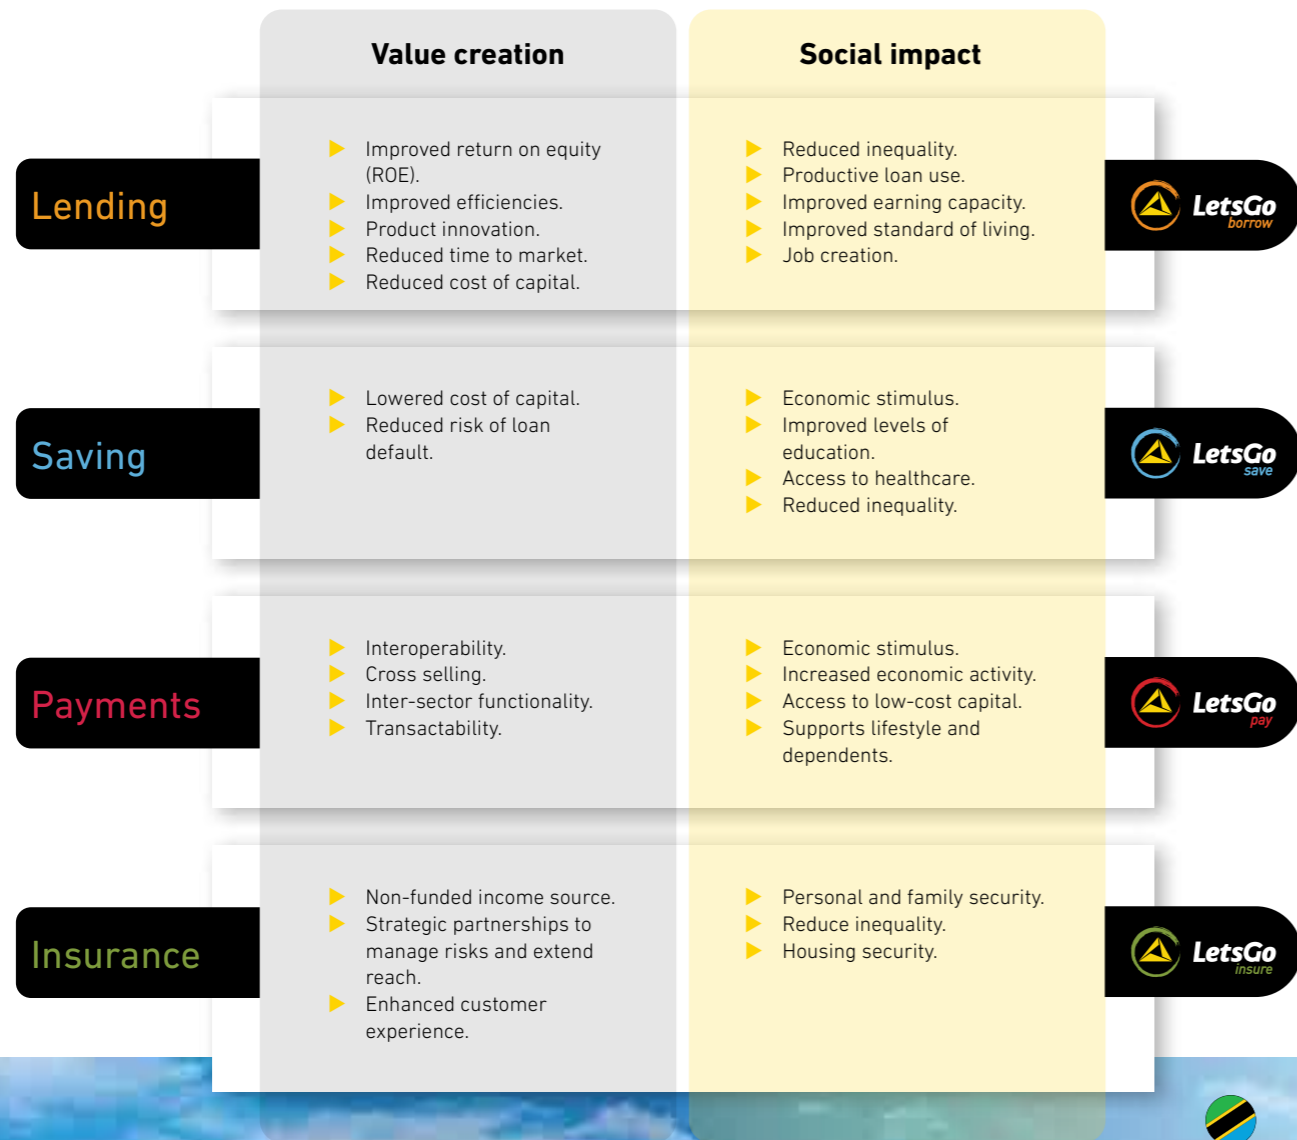 Value creation
Social impact
Lending
Improved return on equity
(ROE).
Improved efficiencies.
Product innovation.
Reduced time to market.
Reduced cost of capital.
Reduced inequality.
Productive loan use.
Improved earning capacity.
Improved standard of living.
Job creation.
LetsGo
borrow
Saving
Lowered cost of capital.
Reduced risk of loan
default.
Economic stimulus.
Improved levels of
education.
Access to healthcare.
Reduced inequality.
LetsGo
save
Payments
Interoperability.
Cross selling.
Inter-sector functionality.
Transactability.
Economic stimulus.
Increased economic activity.
Access to low-cost capital.
Supports lifestyle and
dependents.
LetsGo
pay
Insurance
Non-funded income source.
Strategic partnerships to
manage risks and extend
reach.
Enhanced customer
experience.
Personal and family security.
Reduce inequality.
Housing security.
LetsGo
insure